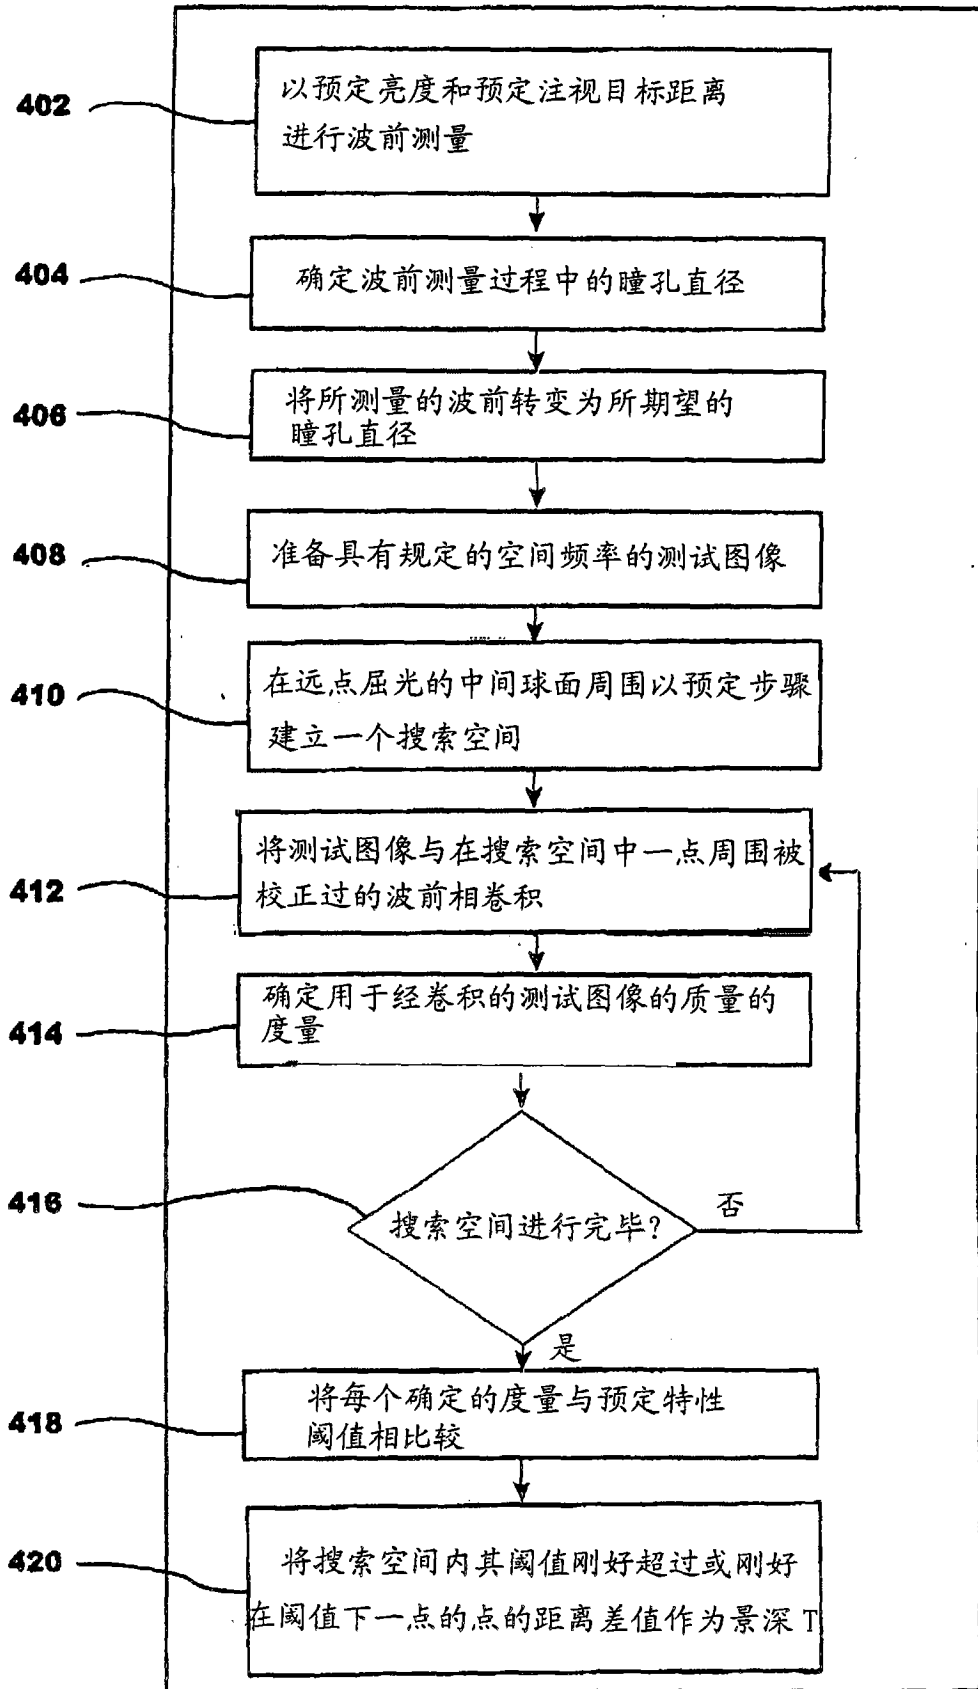 402
以预定亮度和预定注视目标距离
进行波前测量
404
确定波前测量过程中的瞳孔直径
406
将所测量的波前转变为所期望的
瞳孔直径
408
准备具有规定的空间频率的测试图像
410
在远点屈光的中间球面周围以预定步骤
建立一个搜索空间
412
将测试图像与在搜索空间中一点周围被
校正过的波前相卷积
414
确定用于经卷积的测试图像的质量的
度量
416
搜索空间进行完毕?
否
是
418
将每个确定的度量与预定特性
阈值相比较
420
将搜索空间内其阈值刚好超过或刚好
在阈值下一点的点的距离差值作为景深 T